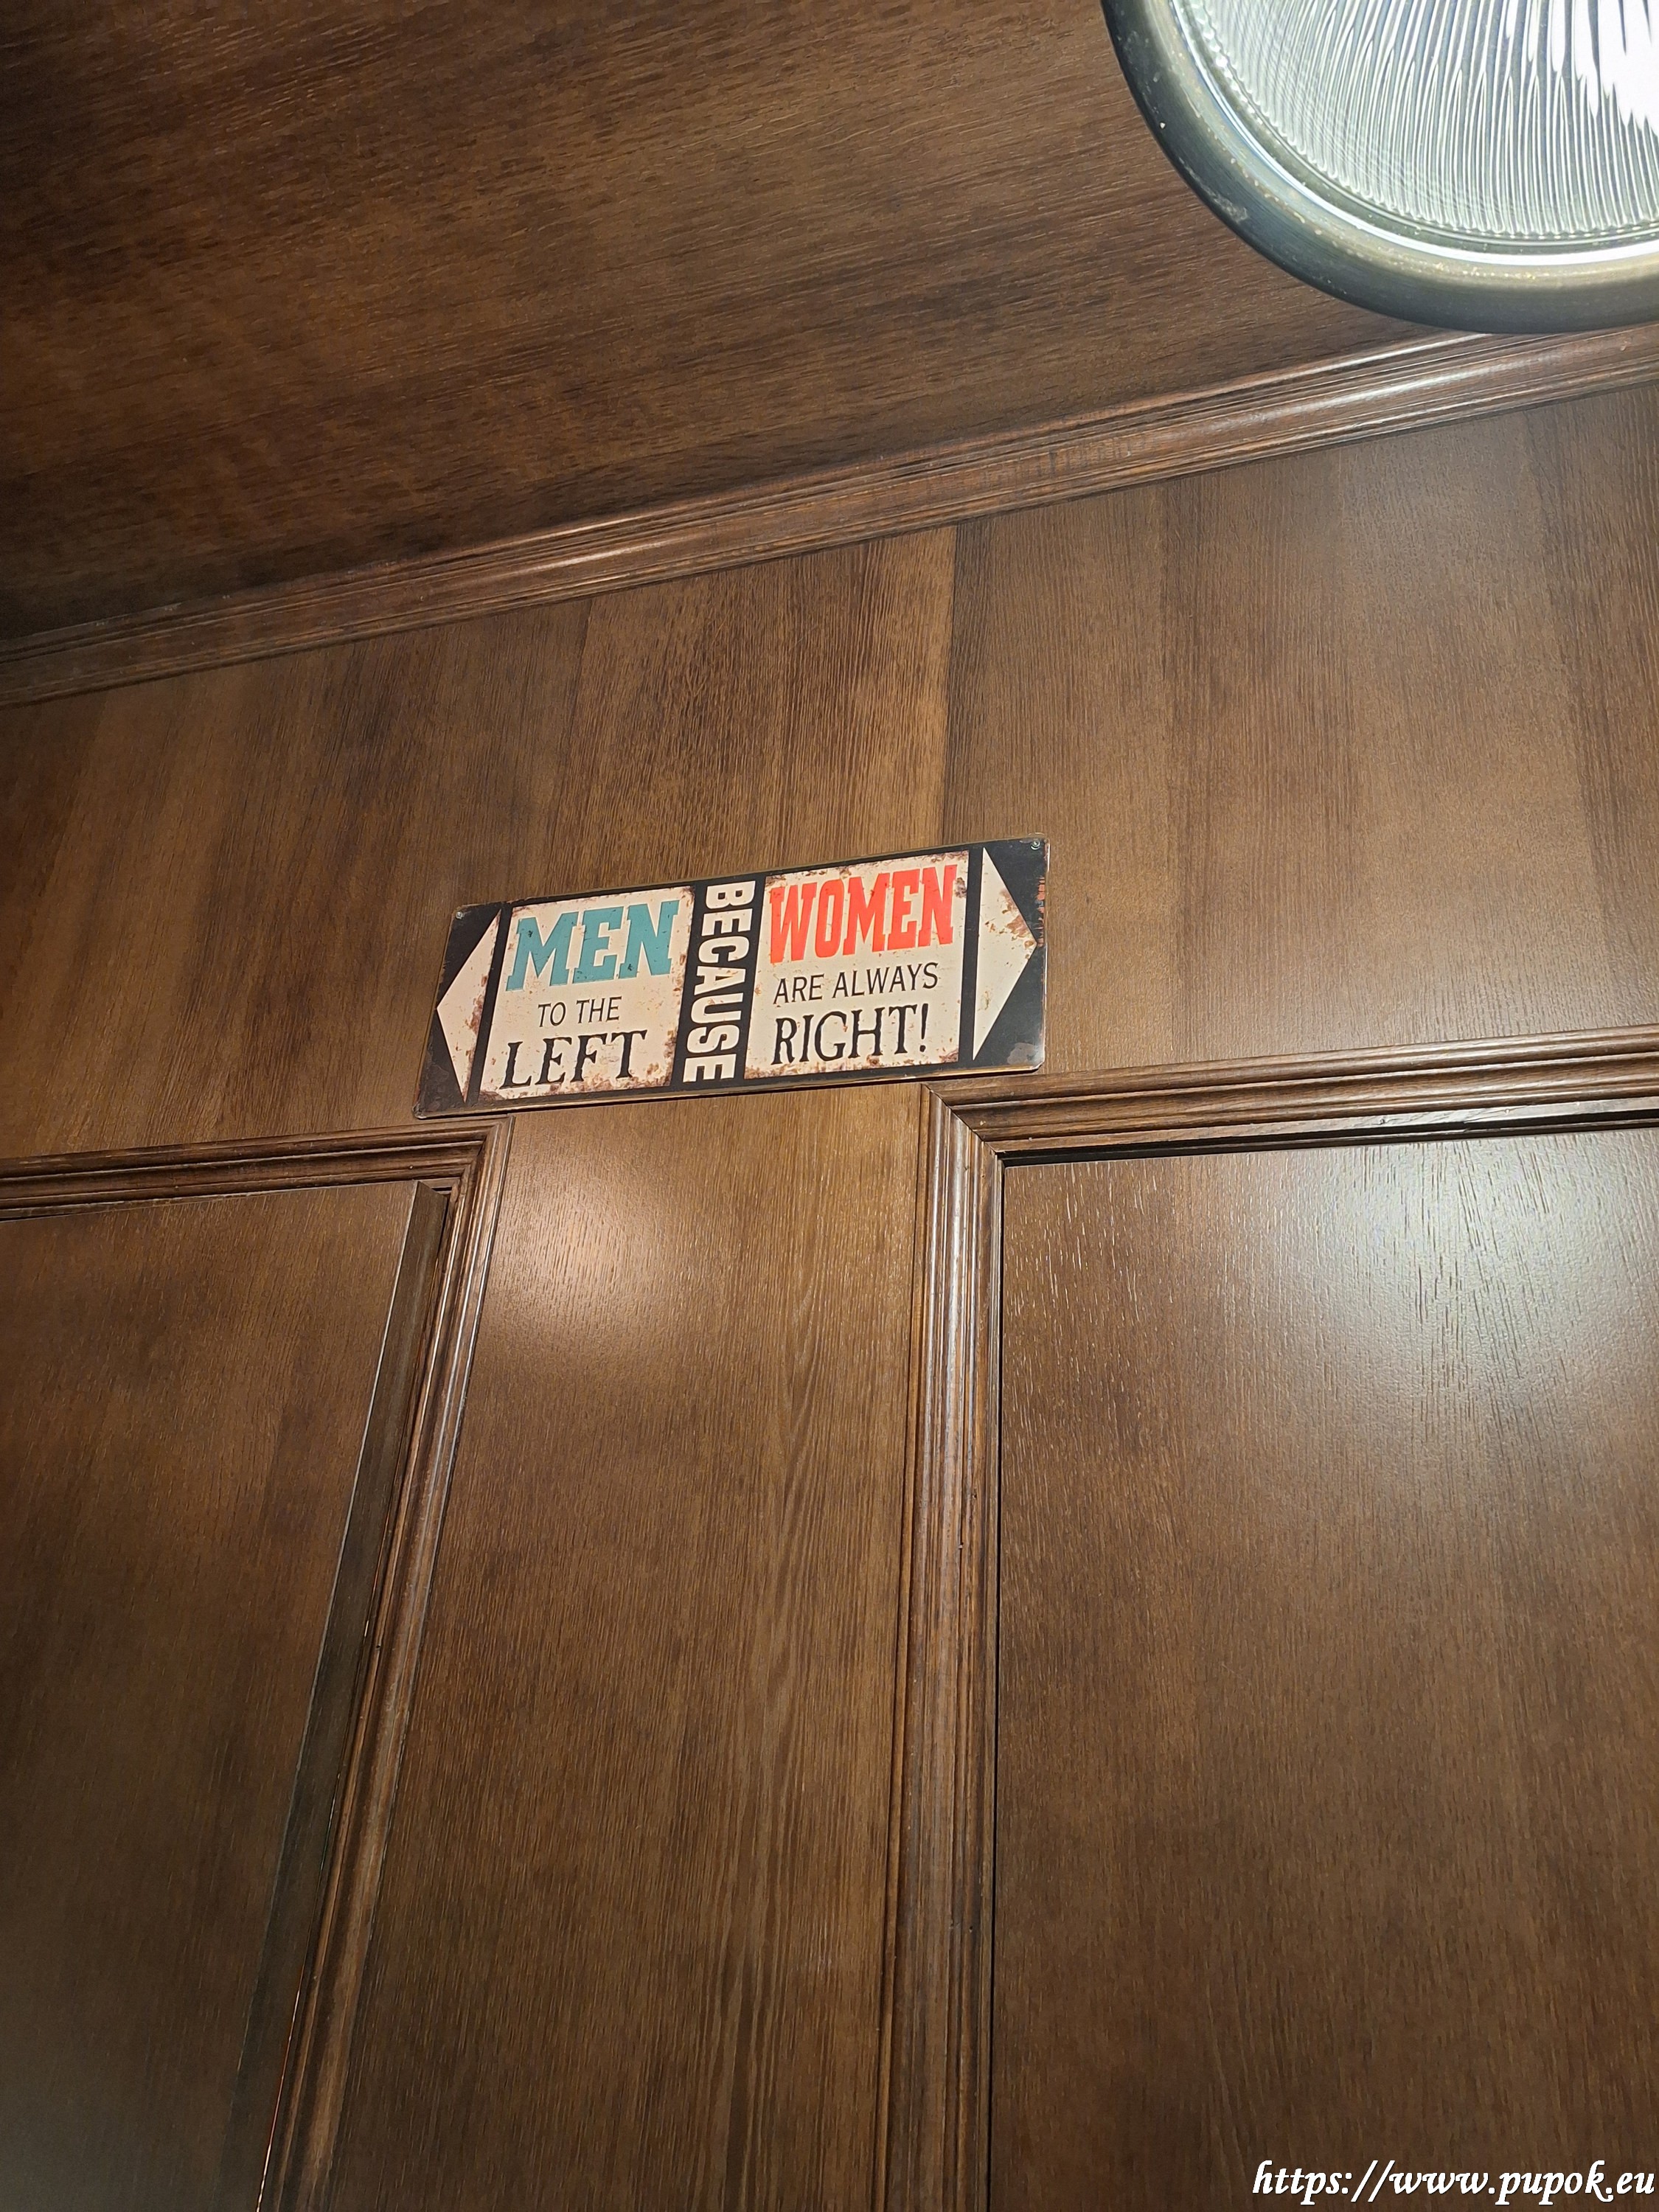 MEN
TO THE
LEFT
BECAUSE
WOMEN
ARE ALWAYS
RIGHT!
https://www.pupok.eu